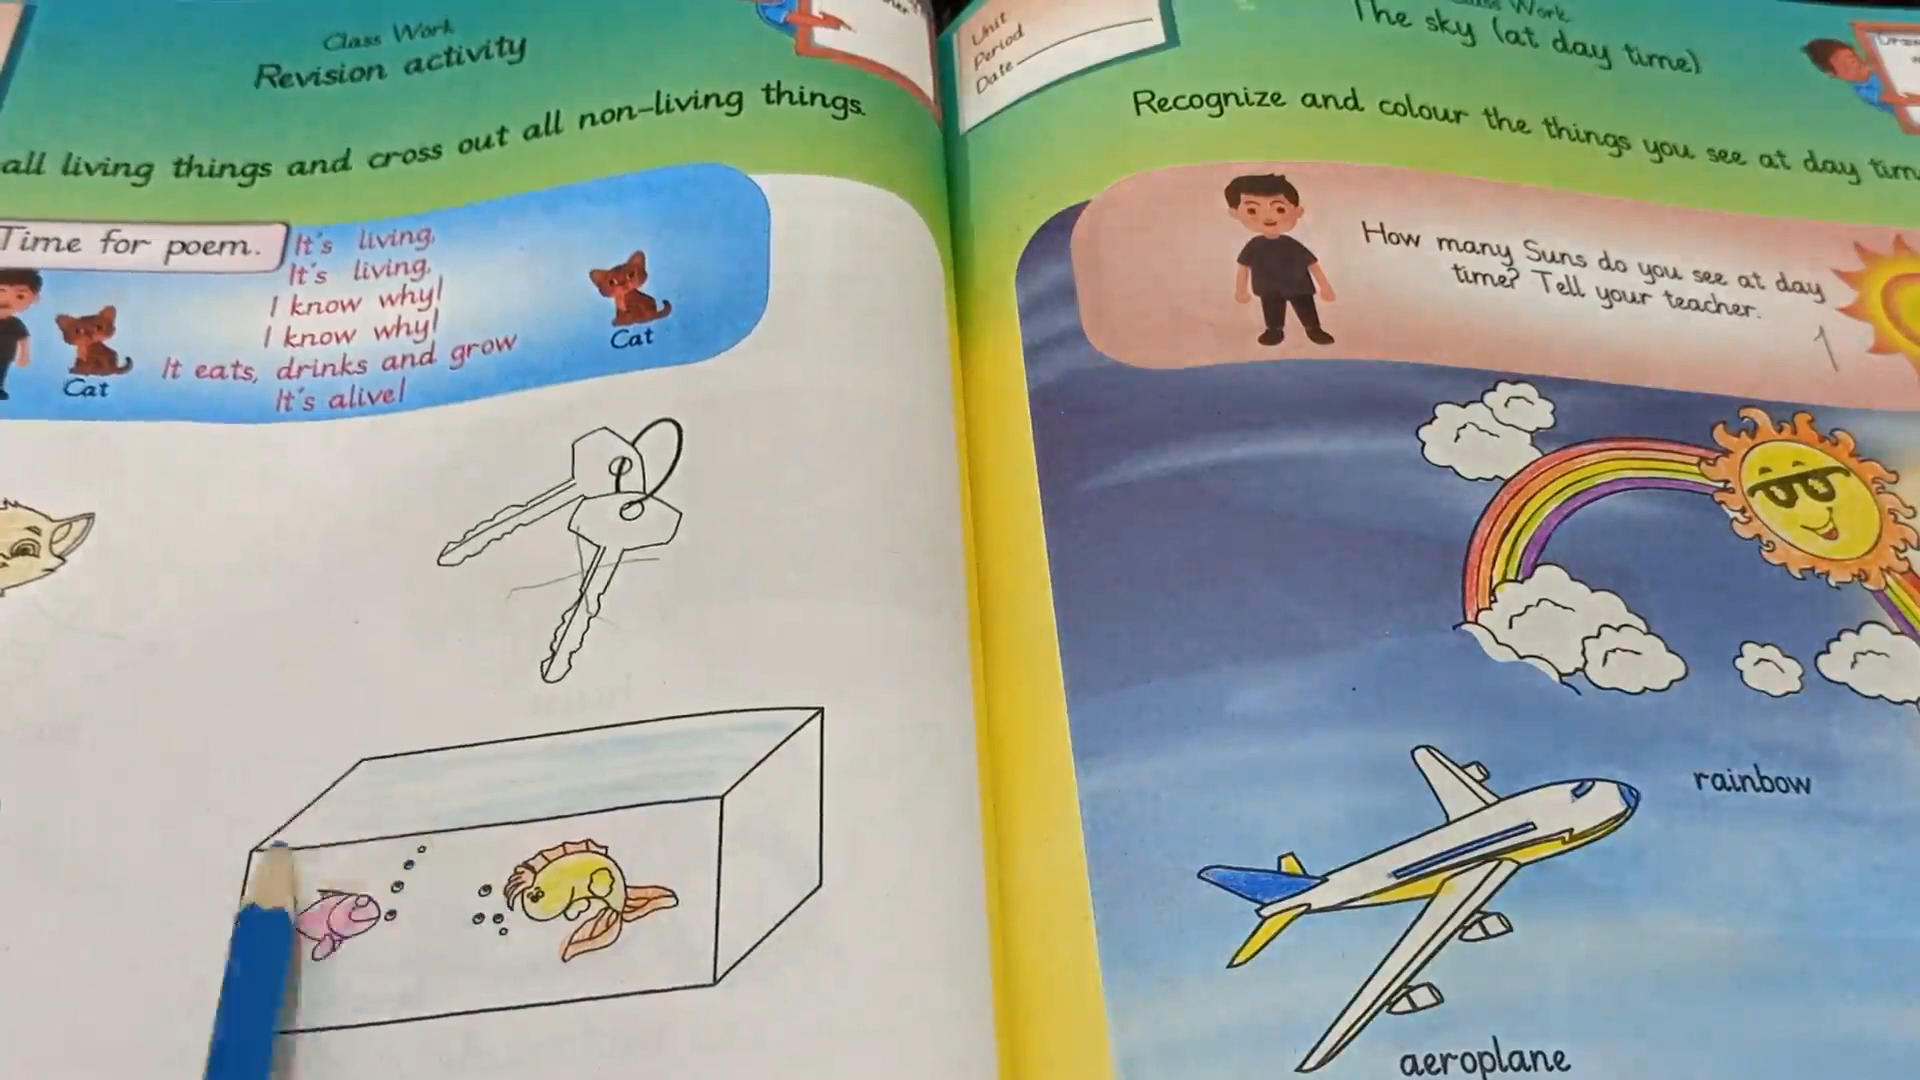 Class Work
Revision activity
all living things and cross out all non-living things.
Time for poem.
It's living,
It's living,
I know why!
I know why!
It eats, drinks and grow
It's alive!
Cat
Cat
Unit
Period
Date
Class Work
The sky (at day time)
Recognize and colour the things you see at day tim
How many Suns do you see at day
time? Tell your teacher.
1
rainbow
aeroplane